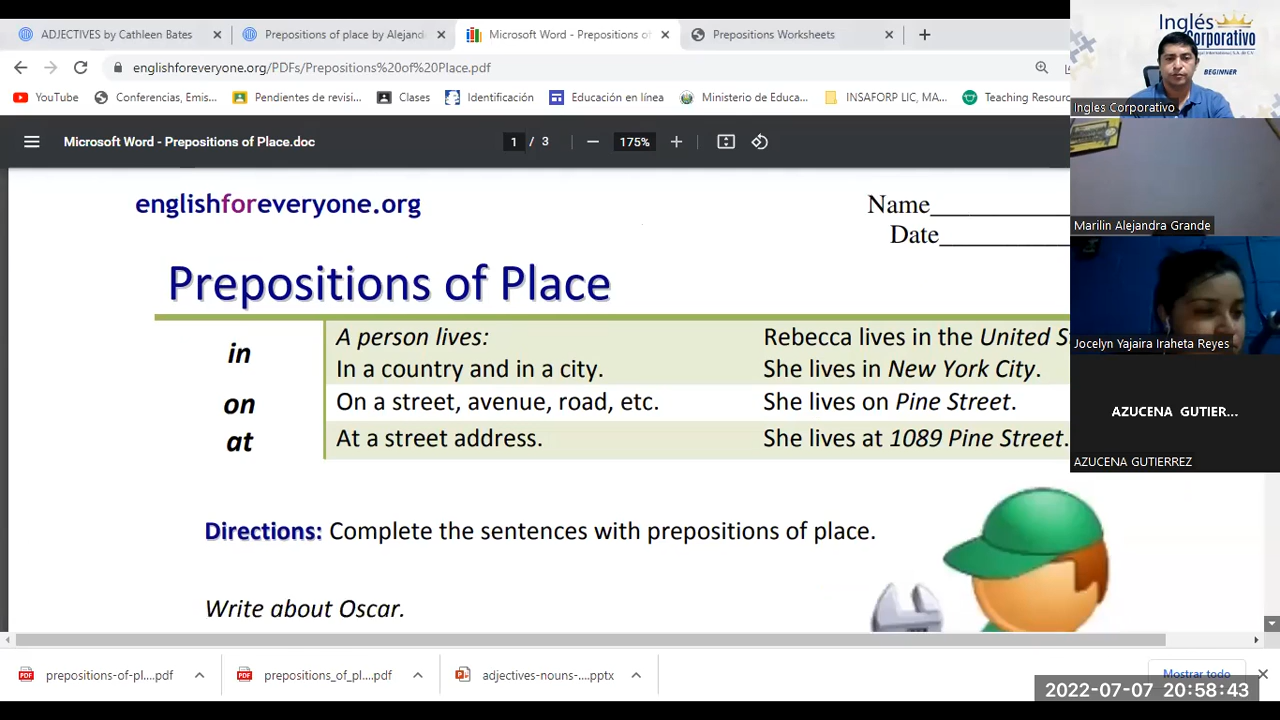 ADJECTIVES by Cathleen Bates
Prepositions of place by Alejand
Microsoft Word - Prepositions of
Prepositions Worksheets
englishforeveryone.org/PDFs/Prepositions%20of%20Place.pdf
YouTube
Conferencias, Emis...
Pendientes de revisi...
Clases
Identificación
Educación en línea
Ministerio de Educa...
INSAFORP LIC, MA...
Teaching Resourc
Microsoft Word - Prepositions of Place.doc
1 / 3
175%
englishforeveryone.org
Name
Date
Prepositions of Place
in
A person lives:
Rebecca lives in the United S
In a country and in a city.
She lives in New York City.
on
On a street, avenue, road, etc.
She lives on Pine Street.
at
At a street address.
She lives at 1089 Pine Street.
Directions: Complete the sentences with prepositions of place.
Write about Oscar.
Inglés
Corporativo
BEGINNER
Ingles Corporativo
Marilin Alejandra Grande
Jocelyn Yajaira Iraheta Reyes
AZUCENA GUTIER...
AZUCENA GUTIERREZ
prepositions-of-pl....pdf
prepositions_of_pl....pdf
adjectives-nouns-....pptx
Mostrar todo
2022-07-07 20:58:43